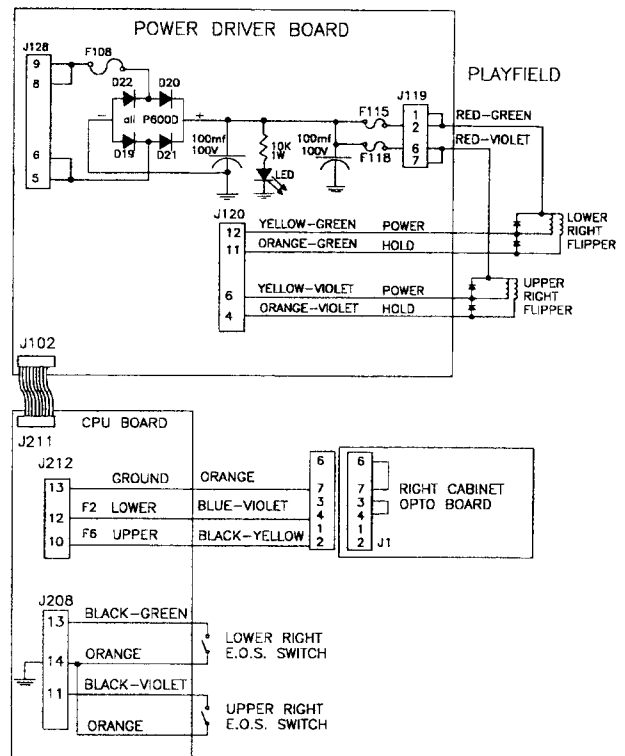 POWER DRIVER BOARD
J128
F108
9
8
6
5
D22
D20
all
P600D
D19
D21
−
+
100mf
100V
10K
1W
LED
100mf
100V
F115
F118
J119
1
2
6
7
PLAYFIELD
RED-GREEN
RED-VIOLET
J120
12
11
6
4
YELLOW-GREEN
POWER
ORANGE-GREEN
HOLD
LOWER
RIGHT
FLIPPER
YELLOW-VIOLET
POWER
ORANGE-VIOLET
HOLD
UPPER
RIGHT
FLIPPER
J102
J211
CPU BOARD
J212
13
GROUND
ORANGE
12
F2
LOWER
BLUE-VIOLET
10
F6
UPPER
BLACK-YELLOW
6
7
3
4
1
2
6
7
3
4
1
2
J1
RIGHT CABINET
OPTO BOARD
J208
13
BLACK-GREEN
14
ORANGE
LOWER RIGHT
E.O.S. SWITCH
11
BLACK-VIOLET
ORANGE
UPPER RIGHT
E.O.S. SWITCH